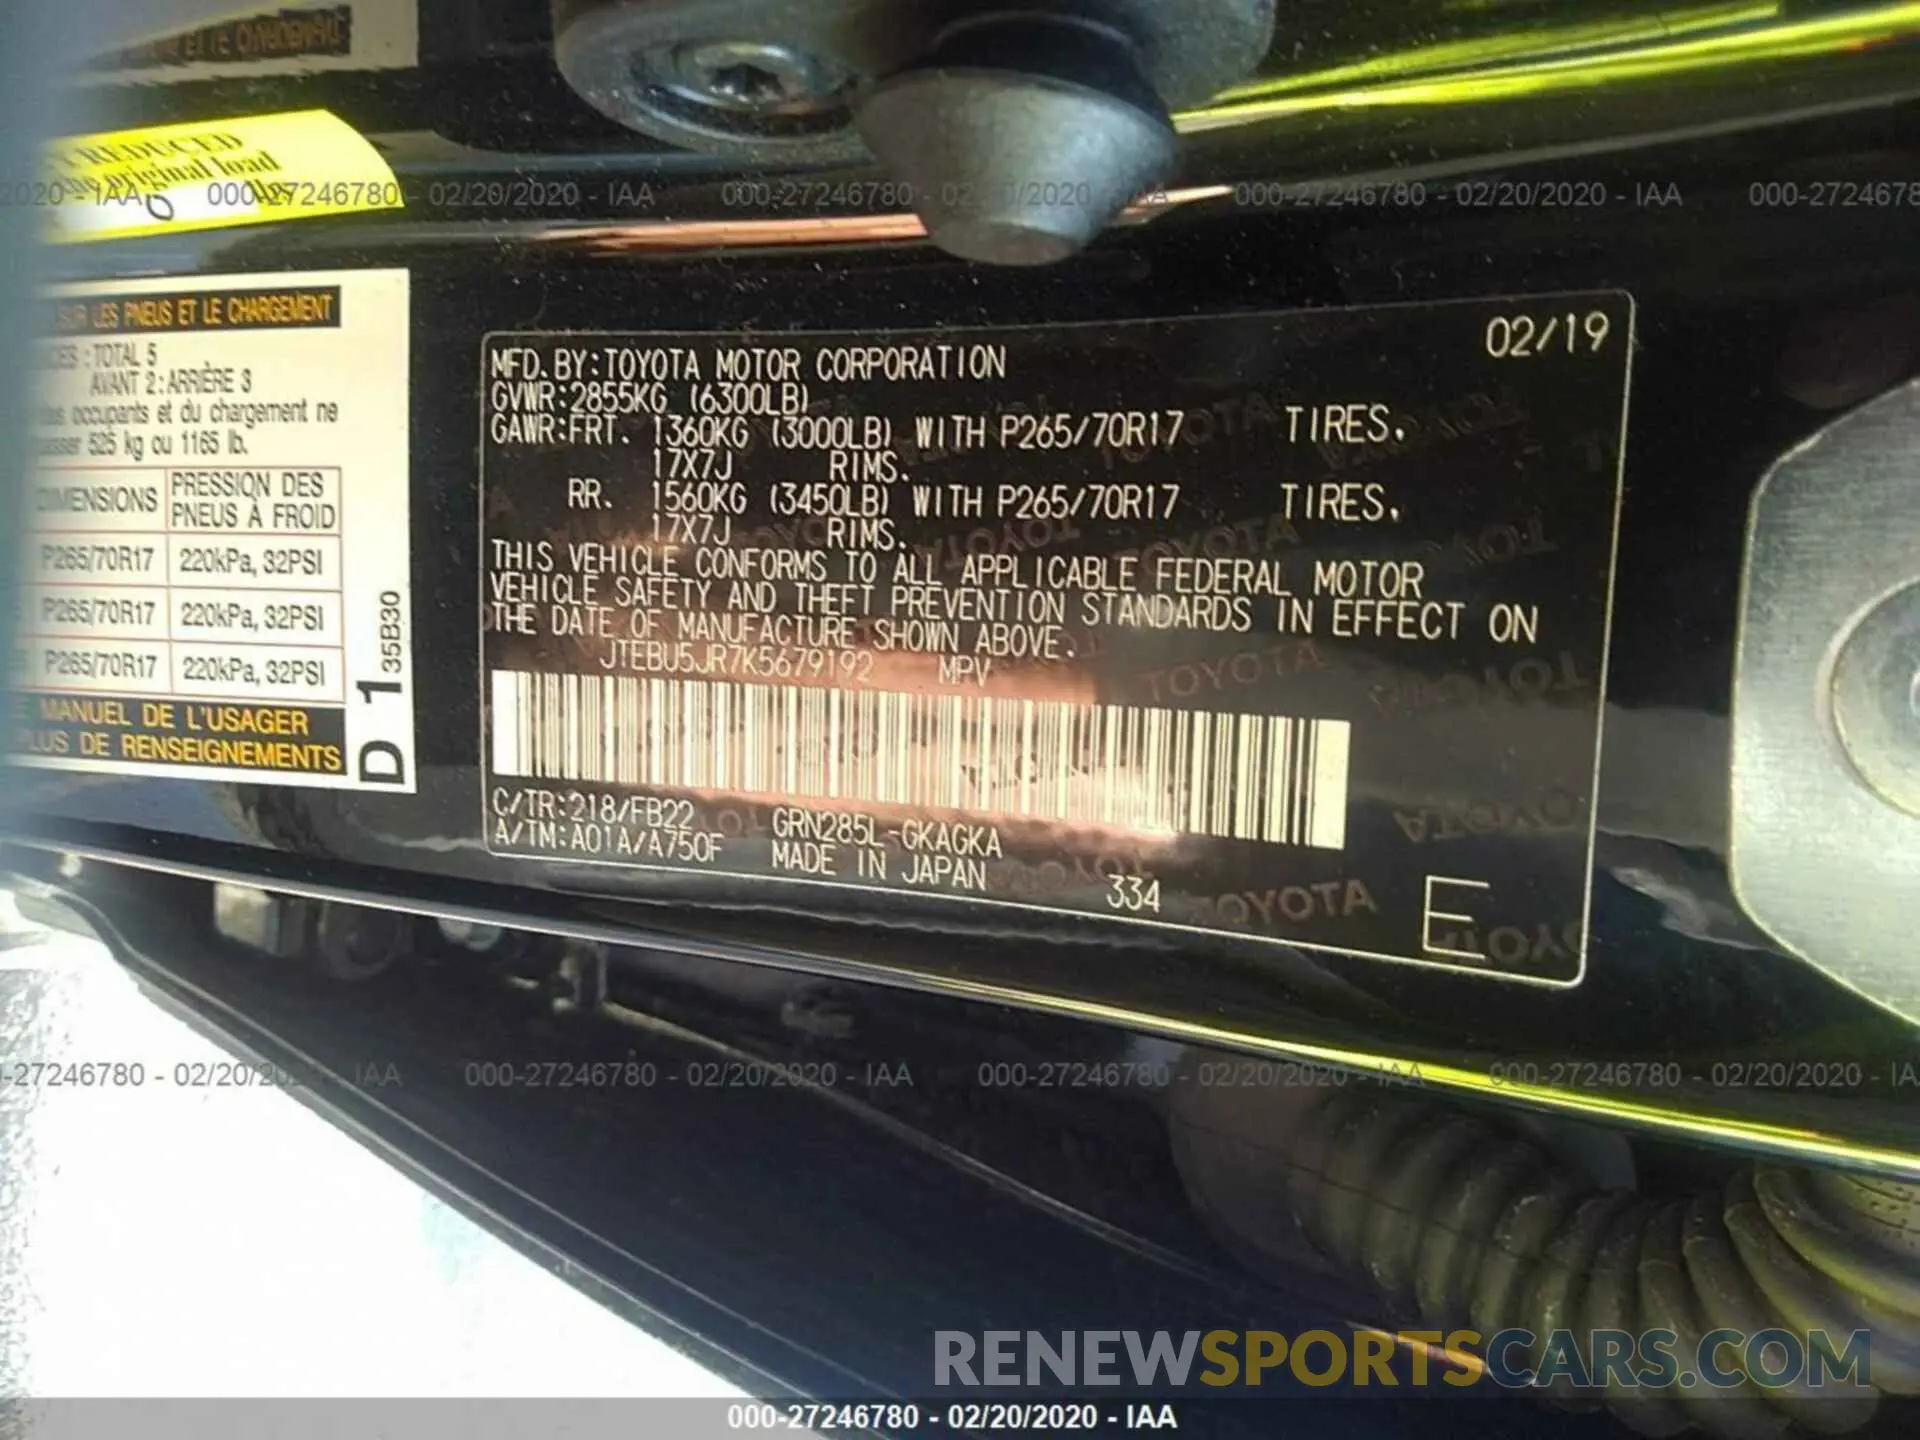 REDUCED
the original load
000-27246780 - 02/20/2020 - IAA
SUR LES PNEUS ET LE CHARGEMENT
TOTAL 5
AVANT 2 : ARRIÈRE 3
des occupants et du chargement ne
525 kg ou 1165 lb.
DIMENSIONS PRESSION DES
PNEUS À FROID
P265/70R17 220kPa, 32PSI
P265/70R17 220kPa, 32PSI
P265/70R17 220kPa, 32PSI
MANUEL DE L'USAGER
PLUS DE RENSEIGNEMENTS
D 1 35B30
02/19
MFD. BY: TOYOTA MOTOR CORPORATION
GVWR: 2855KG (6300LB)
GAWR: FRT. 1360KG (3000LB) WITH P265/70R17 TIRES.
17X7J RIMS.
RR. 1560KG (3450LB) WITH P265/70R17 TIRES.
17X7J RIMS.
THIS VEHICLE CONFORMS TO ALL APPLICABLE FEDERAL MOTOR
VEHICLE SAFETY AND THEFT PREVENTION STANDARDS IN EFFECT ON
THE DATE OF MANUFACTURE SHOWN ABOVE.
JTEBU5JR7K5679192 MPV
C/TR: 218/FB22 GRN285L-GKAGKA
A/TM: A01A/A750F MADE IN JAPAN 334
E
000-27246780 - 02/20/2020 - IAA
RENEWSPORTSCARS.COM
000-27246780 - 02/20/2020 - IAA